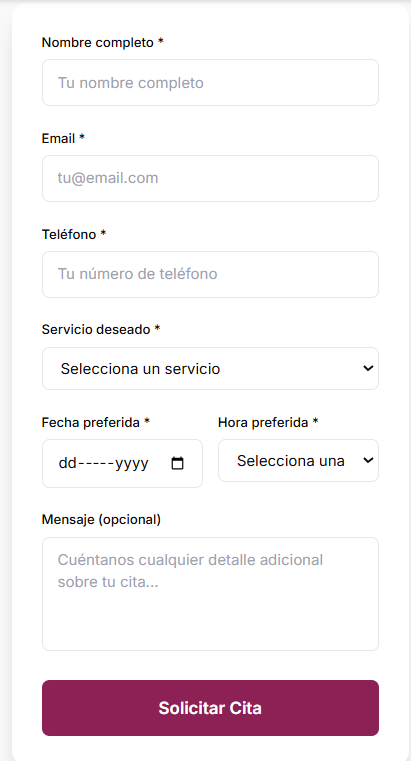 Nombre completo *
Tu nombre completo
Email *
tu@email.com
Teléfono *
Tu número de teléfono
Servicio deseado *
Selecciona un servicio
Fecha preferida *
Hora preferida *
dd-----yyyy
Selecciona una
Mensaje (opcional)
Cuéntanos cualquier detalle adicional
sobre tu cita...
Solicitar Cita